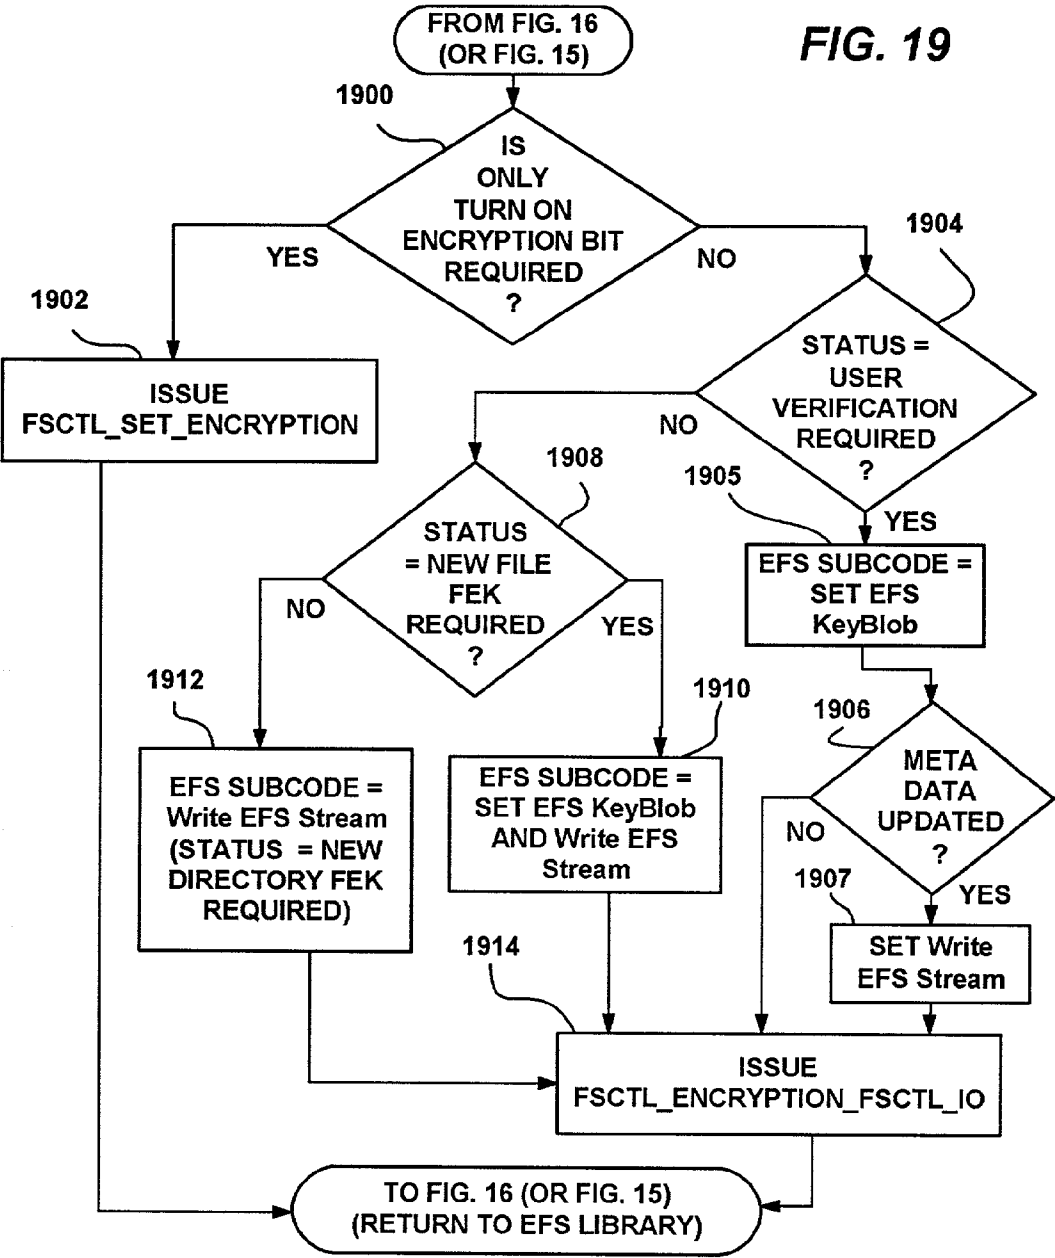 FROM FIG. 16
(OR FIG. 15)
FIG. 19
1900
IS
ONLY
TURN ON
ENCRYPTION BIT
REQUIRED
?
YES
NO
1902
ISSUE
FSCTL_SET_ENCRYPTION
1904
STATUS =
USER
VERIFICATION
REQUIRED
?
NO
YES
1908
STATUS
= NEW FILE
FEK
REQUIRED
?
NO
YES
1905
EFS SUBCODE =
SET EFS
KeyBlob
1912
EFS SUBCODE =
Write EFS Stream
(STATUS = NEW
DIRECTORY FEK
REQUIRED)
1910
EFS SUBCODE =
SET EFS KeyBlob
AND Write EFS
Stream
1906
META
DATA
UPDATED
?
NO
YES
1907
SET Write
EFS Stream
1914
ISSUE
FSCTL_ENCRYPTION_FSCTL_IO
TO FIG. 16 (OR FIG. 15)
(RETURN TO EFS LIBRARY)